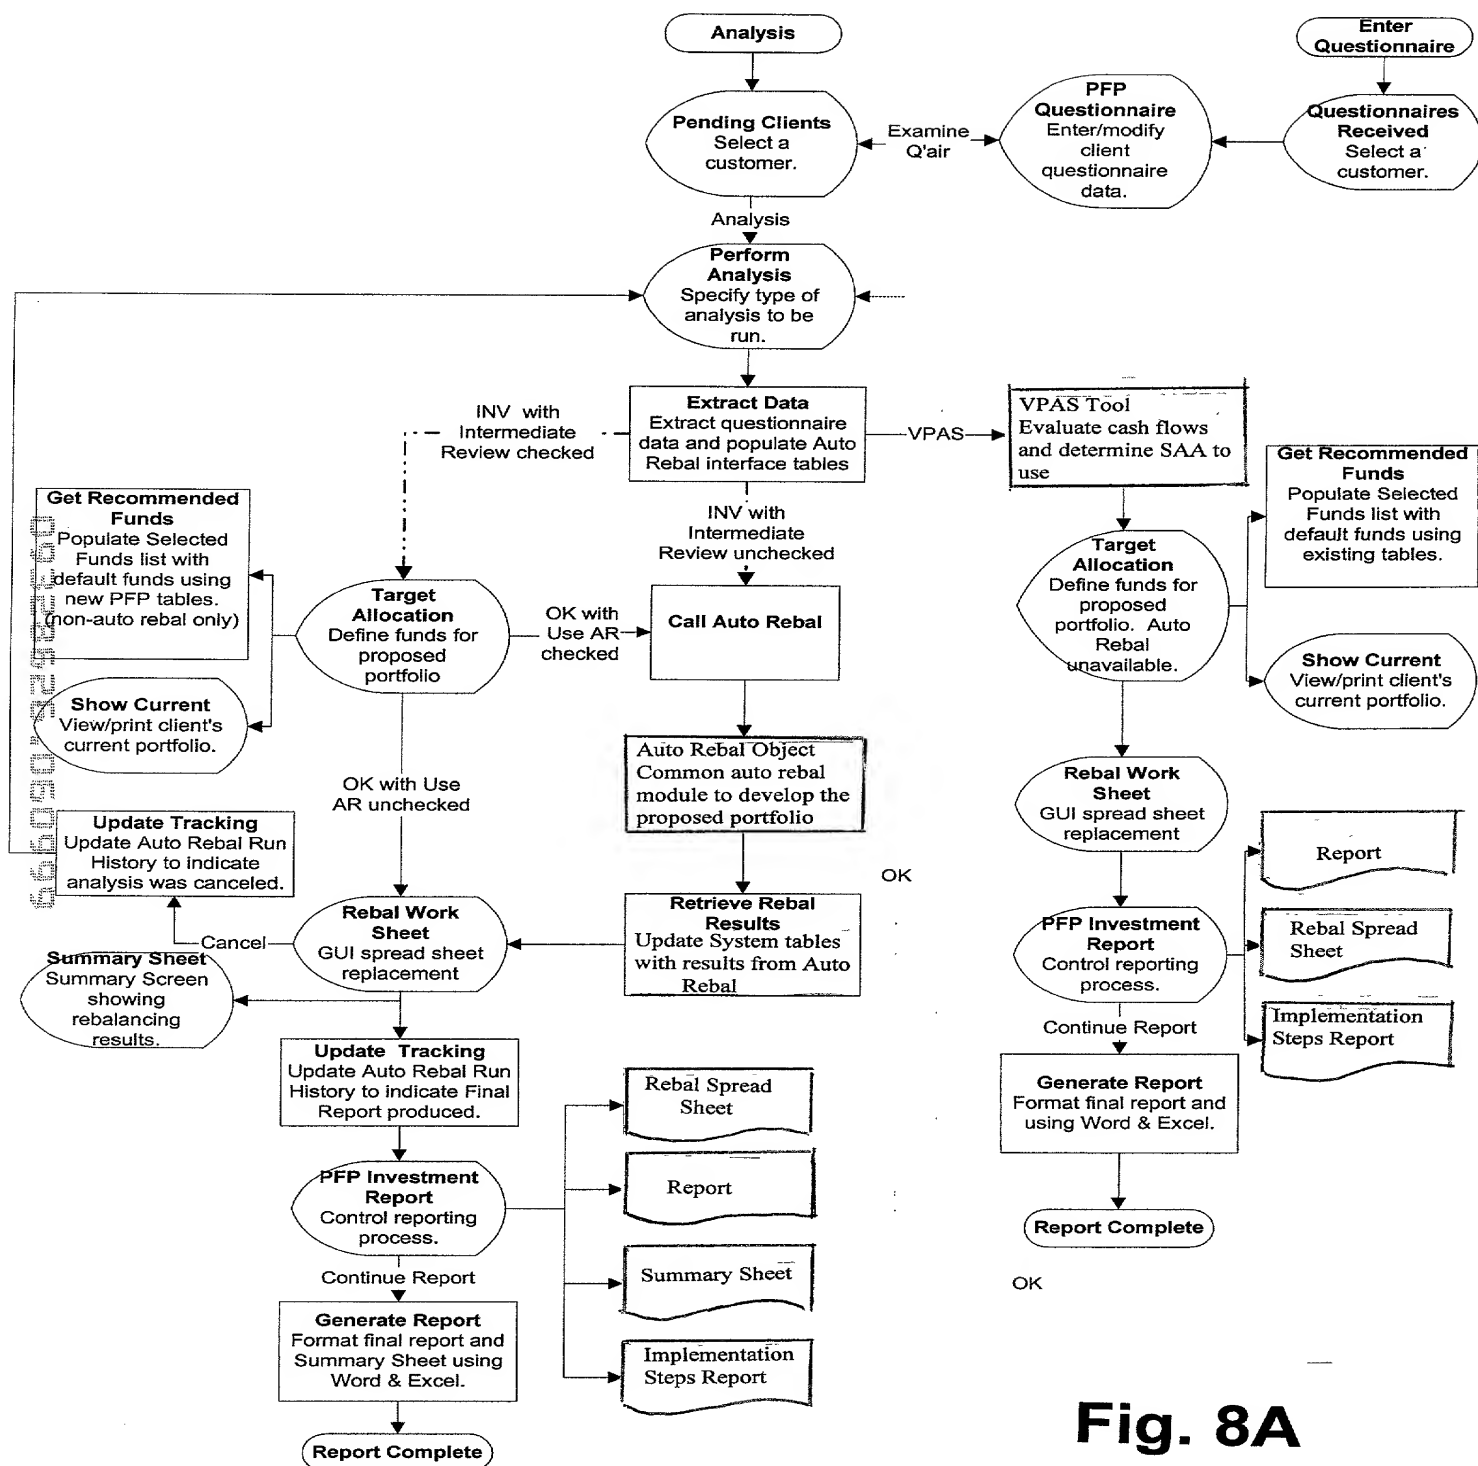 Analysis
Enter
Questionnaire
Pending Clients
Select a
customer.
Examine
Q'air
PFP
Questionnaire
Enter/modify
client
questionnaire
data.
Questionnaires
Received
Select a
customer.
Analysis
Perform
Analysis
Specify type of
analysis to be
run.
INV with
Intermediate
Review checked
Extract Data
Extract questionnaire
data and populate Auto
Rebal interface tables
VPAS
VPAS Tool
Evaluate cash flows
and determine SAA to
use
Get Recommended
Funds
Populate Selected
Funds list with
default funds using
existing tables.
Get Recommended
Funds
Populate Selected
Funds list with
default funds using
new PFP tables.
(non-auto rebal only)
INV with
Intermediate
Review unchecked
Target
Allocation
Define funds for
proposed
portfolio
OK with
Use AR
checked
Call Auto Rebal
Target
Allocation
Define funds for
proposed
portfolio. Auto
Rebal
unavailable.
Show Current
View/print client's
current portfolio.
Show Current
View/print client's
current portfolio.
OK with Use
AR unchecked
Auto Rebal Object
Common auto rebal
module to develop the
proposed portfolio
Rebal Work
Sheet
GUI spread sheet
replacement
Update Tracking
Update Auto Rebal Run
History to indicate
analysis was canceled.
Report
OK
Cancel
Rebal Work
Sheet
GUI spread sheet
replacement
Retrieve Rebal
Results
Update System tables
with results from Auto
Rebal
PFP Investment
Report
Control reporting
process.
Rebal Spread
Sheet
Summary Sheet
Summary Screen
showing
rebalancing
results.
Continue Report
Implementation
Steps Report
Update Tracking
Update Auto Rebal Run
History to indicate Final
Report produced.
Rebal Spread
Sheet
Generate Report
Format final report and
using Word & Excel.
PFP Investment
Report
Control reporting
process.
Report
Report Complete
Continue Report
Summary Sheet
OK
Generate Report
Format final report and
Summary Sheet using
Word & Excel.
Implementation
Steps Report
Report Complete
Fig. 8A